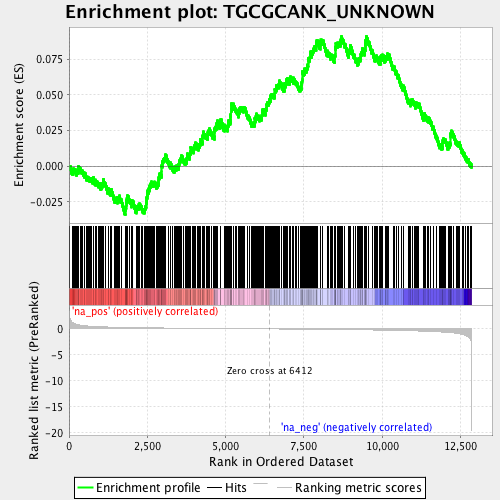 Enrichment plot: TGCGCANK_UNKNOWN
Enrichment score (ES)
0.075
0.050
0.025
0.000
-0.025
'na_pos' (positively correlated)
Ranked list metric (PreRanked)
0
-5
-10
-15
-20
Zero cross at 6412
'na_neg' (negatively correlated)
0
2,500
5,000
7,500
10,000
12,500
Rank in Ordered Dataset
Enrichment profile
Hits
Ranking metric scores